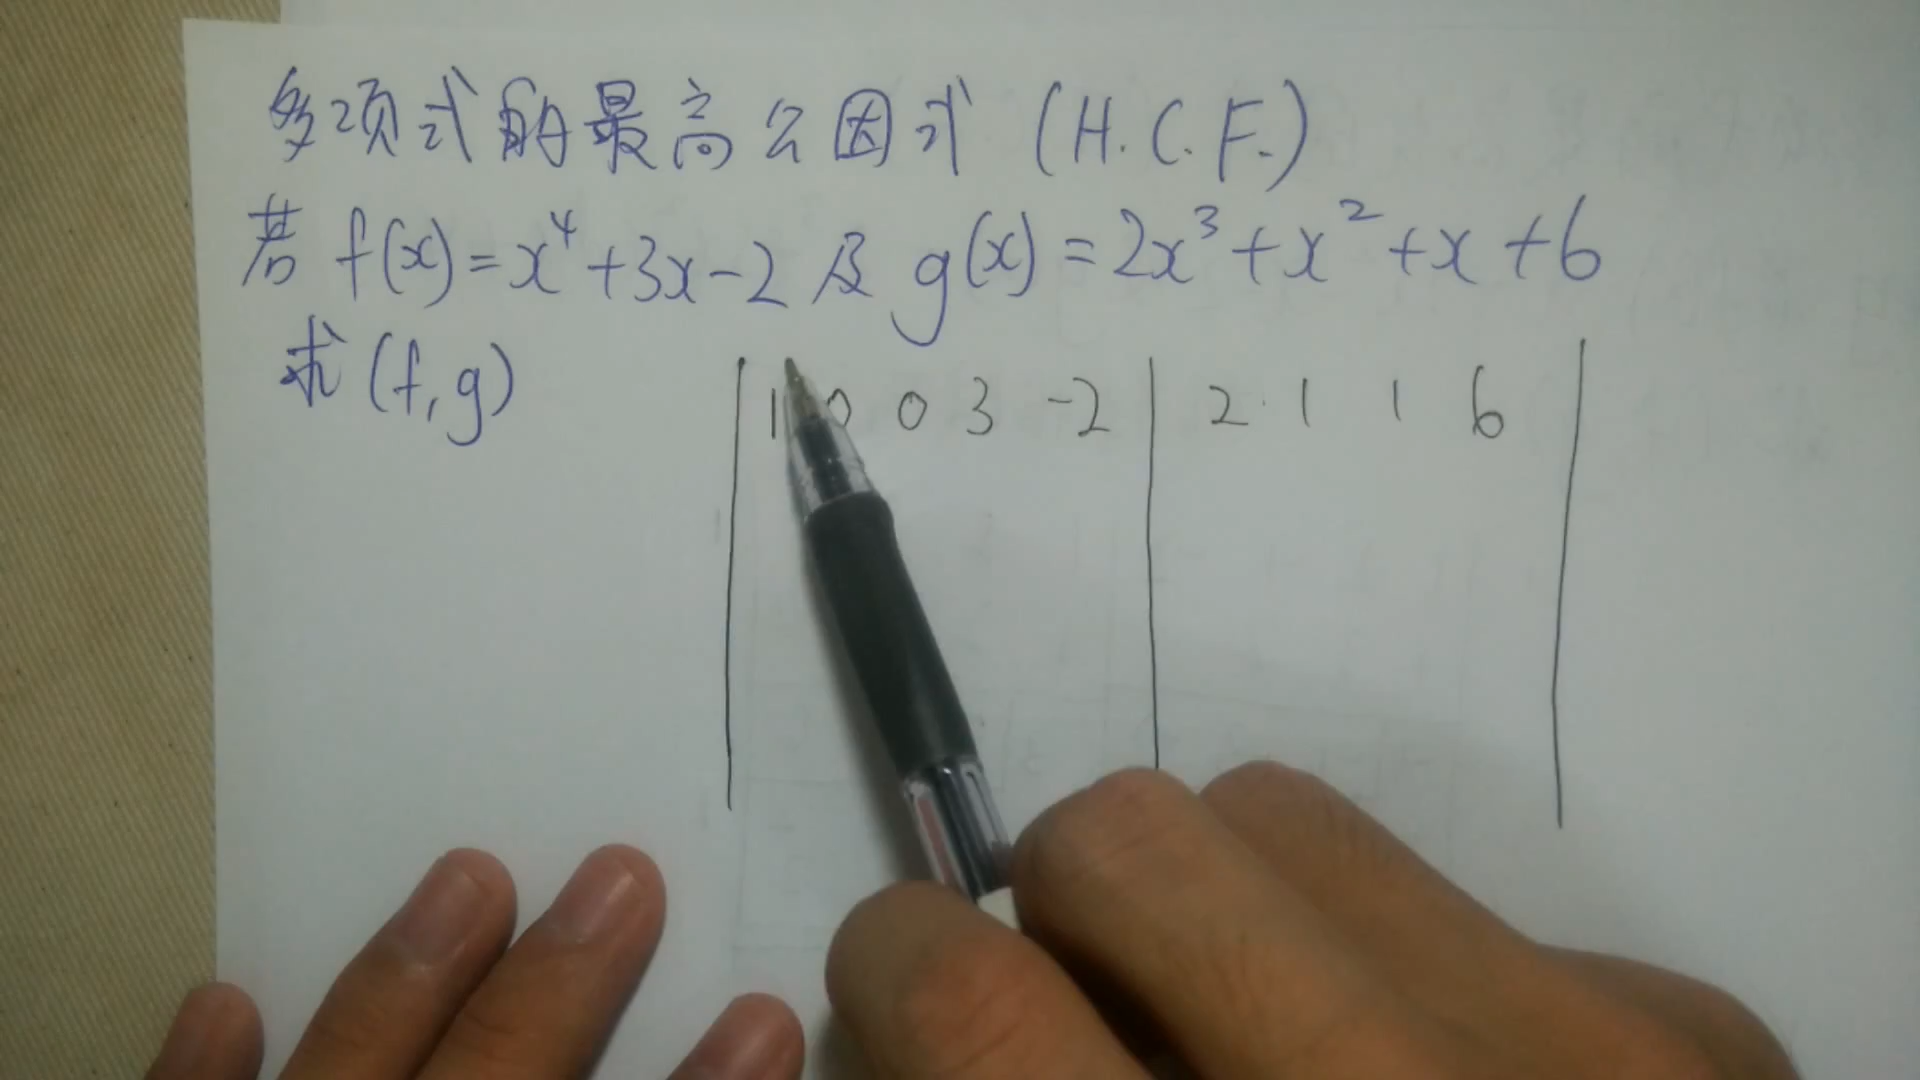 多项式的最高公因式 (H.C.F.)
若 f(x)=x⁴+3x-2 及 g(x)=2x³+x²+x+6
求 (f,g)
1 0 0 3 -2 | 2 1 1 6